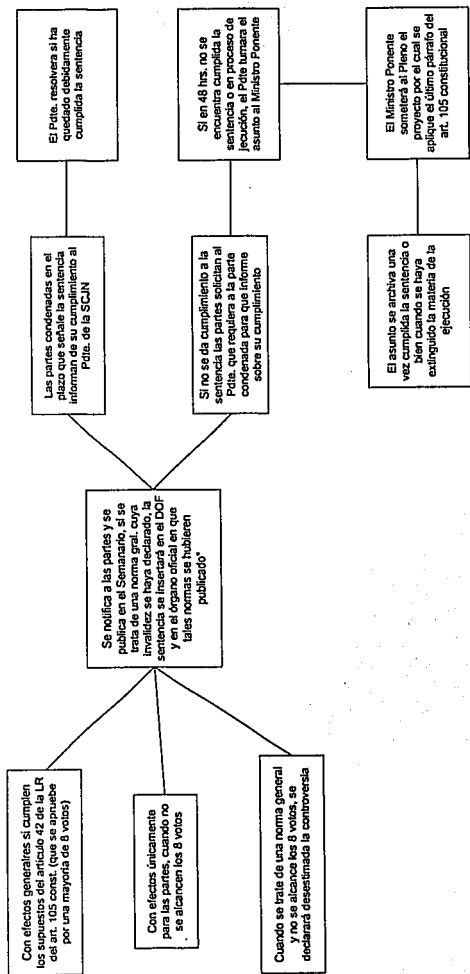 Con efectos generalres si cumplen
los supuestos del artículo 42 de la LR
del art. 105 const. (que se apruebe
por una mayoría de 8 votos)
Con efectos únicamente
para las partes, cuando no
se alcancen los 8 votos
Cuando se trate de una norma general
y no se alcance los 8 votos, se
declarará desestimada la controversia
Se notifica a las partes y se
publica en el Semanario, si se
trata de una norma gral. cuya
invalidez se haya declarado, la
sentencia se insertará en el DOF
y en el órgano oficial en que
tales normas se hubieren
publicado"
Las partes condenadas en el
plazo que señale la sentencia
informan de su cumplimiento al
Pdte. de la SCJN
El Pdte. resolvera si ha
quedado debidamente
cumplida la sentencia
Si no se da cumplimiento a la
sentencia las partes solicitan al
Pdte. que requiera a la parte
condenada para que informe
sobre su cumplimiento
Si en 48 hrs. no se
encuentra cumplida la
sentencia o en proceso de
jecución, el Pdte turnara el
asunto al Ministro Ponente
El Ministro Ponente
someterá al Pleno el
proyecto por el cual se
aplique el último párrafo del
art. 105 constitucional
El asunto se archiva una
vez cumplida la sentencia o
bien cuando se haya
extinguido la materia de la
ejecución